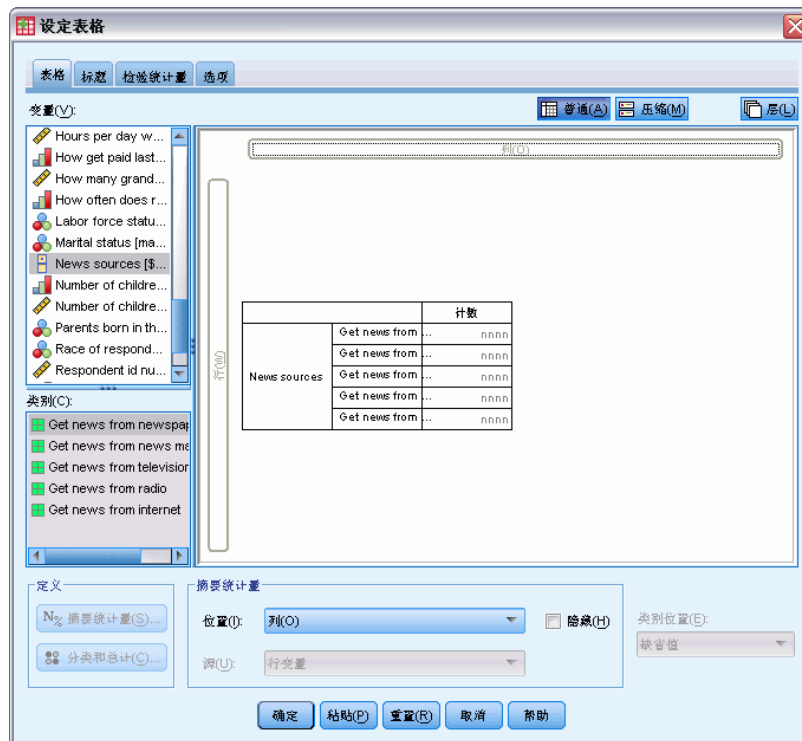 设定表格
表格 标题 检验统计量 选项
变量(V):
普通(A) 压缩(M) 层(L)
Hours per day w...
How get paid last...
How many grand...
How often does r...
Labor force statu...
Marital status [ma...
News sources [$...
Number of childre...
Number of childre...
Parents born in th...
Race of respond...
Respondent id nu...
列(O)
行(W)
计数
News sources
Get news from ... nnnn
Get news from ... nnnn
Get news from ... nnnn
Get news from ... nnnn
Get news from ... nnnn
类别(C):
Get news from newspap
Get news from news ma
Get news from television
Get news from radio
Get news from internet
定义
N% 摘要统计量(S)...
分类和总计(C)...
摘要统计量
位置(I): 列(O) 隐藏(H)
源(U): 行变量
类别位置(E):
缺省值
确定 粘贴(P) 重置(R) 取消 帮助